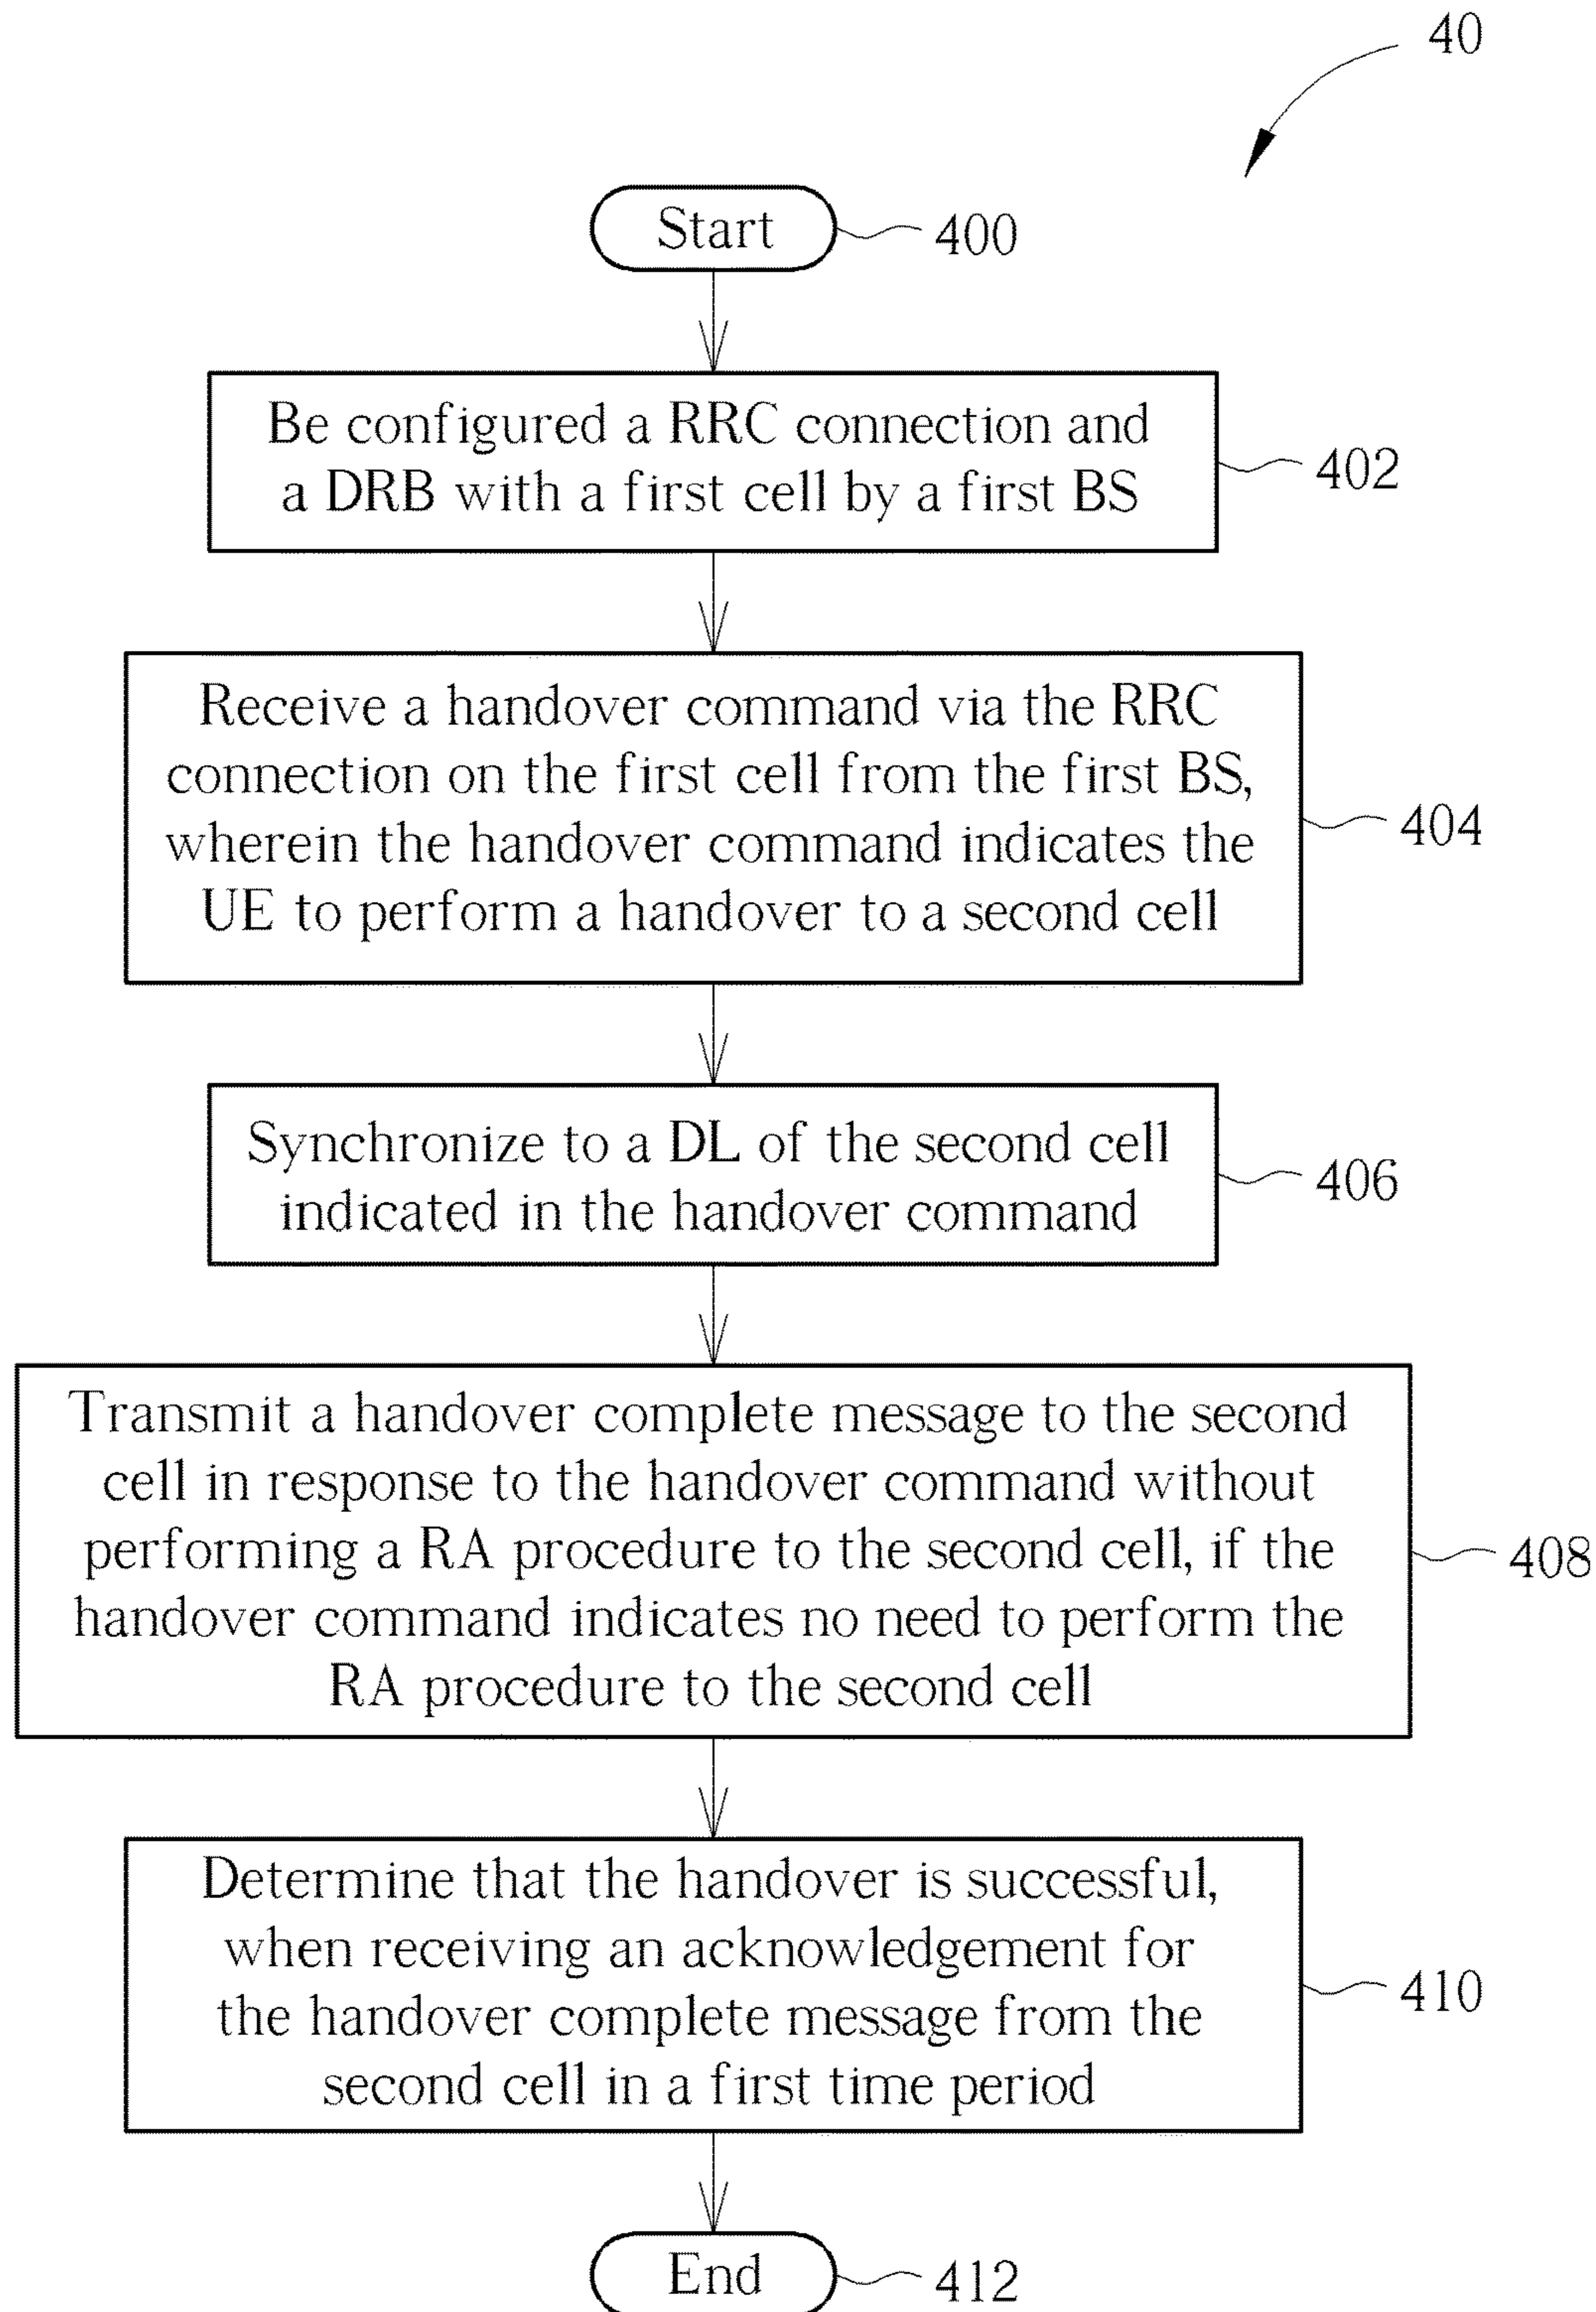 40
Start
400
Be configured a RRC connection and
a DRB with a first cell by a first BS
402
Receive a handover command via the RRC
connection on the first cell from the first BS,
wherein the handover command indicates the
UE to perform a handover to a second cell
404
Synchronize to a DL of the second cell
indicated in the handover command
406
Transmit a handover complete message to the second
cell in response to the handover command without
performing a RA procedure to the second cell, if the
handover command indicates no need to perform the
RA procedure to the second cell
408
Determine that the handover is successful,
when receiving an acknowledgement for
the handover complete message from the
second cell in a first time period
410
End
412